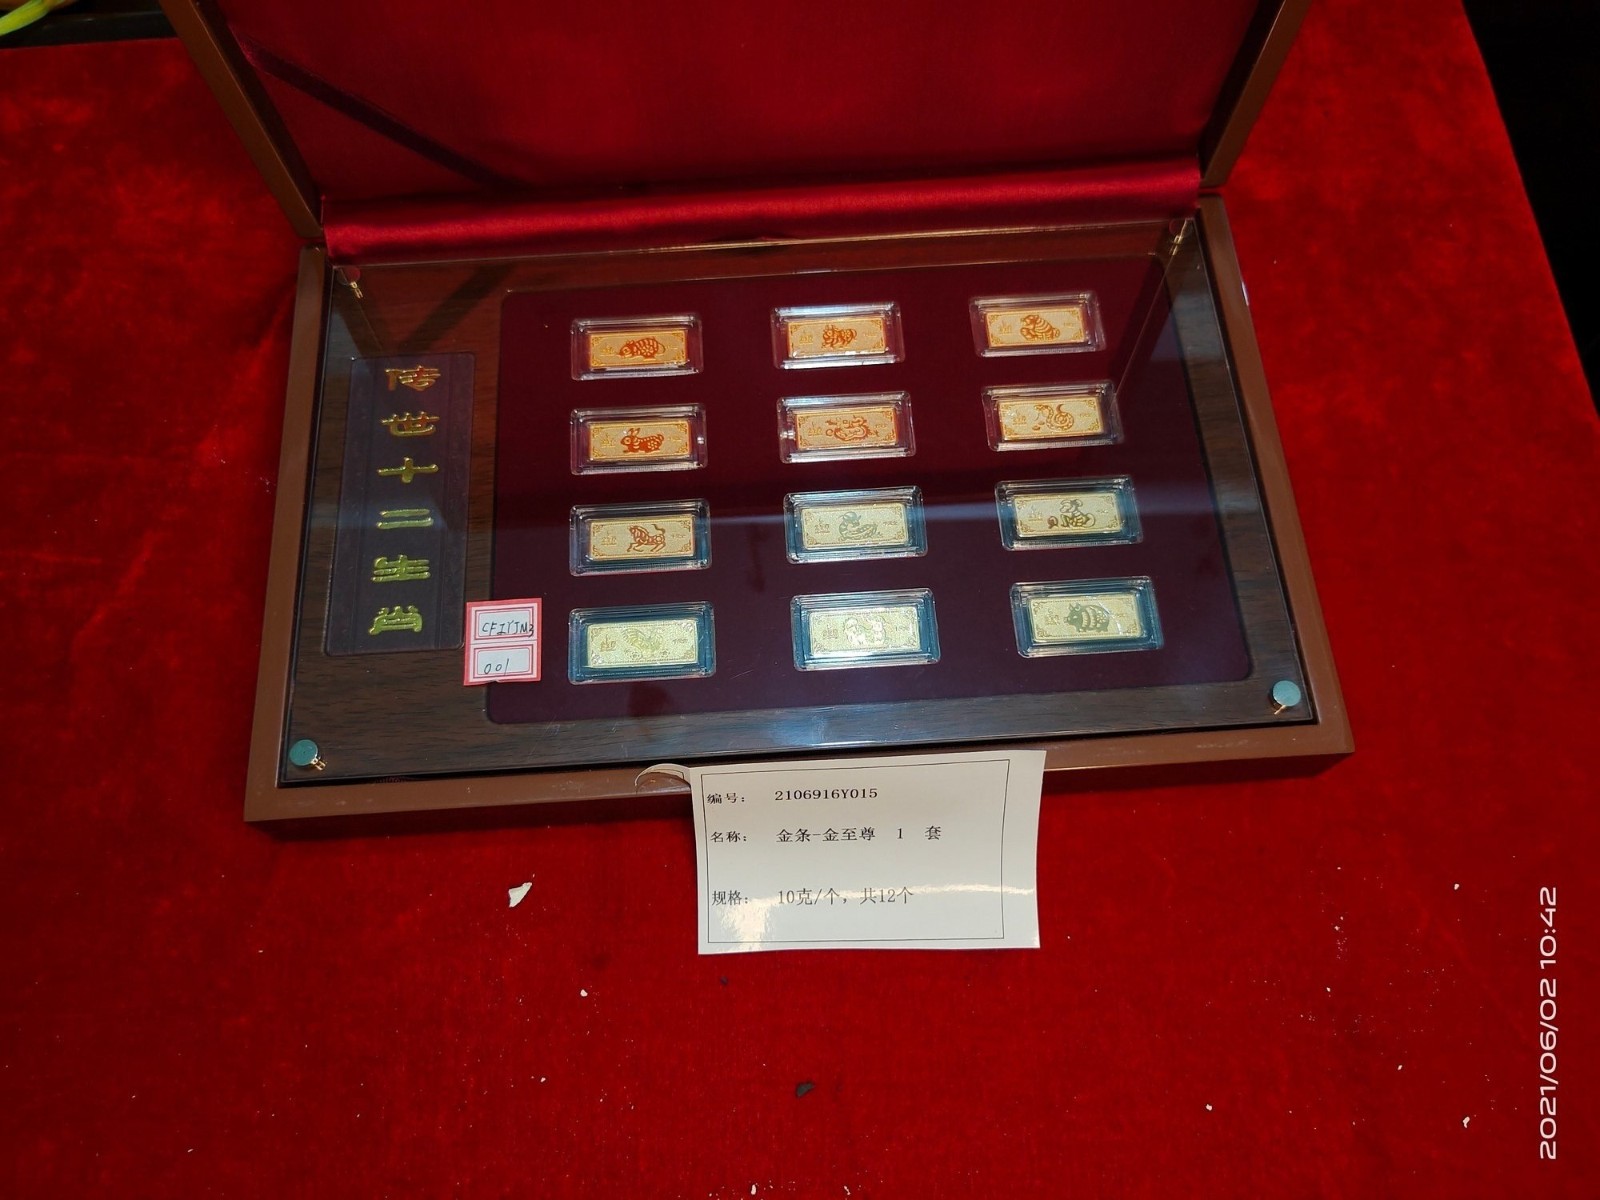 传世十二生肖
CFZYJM3
001
编号： 2106916Y015
名称： 金条-金至尊 1 套
规格： 10克/个，共12个
2021/06/02 10:42